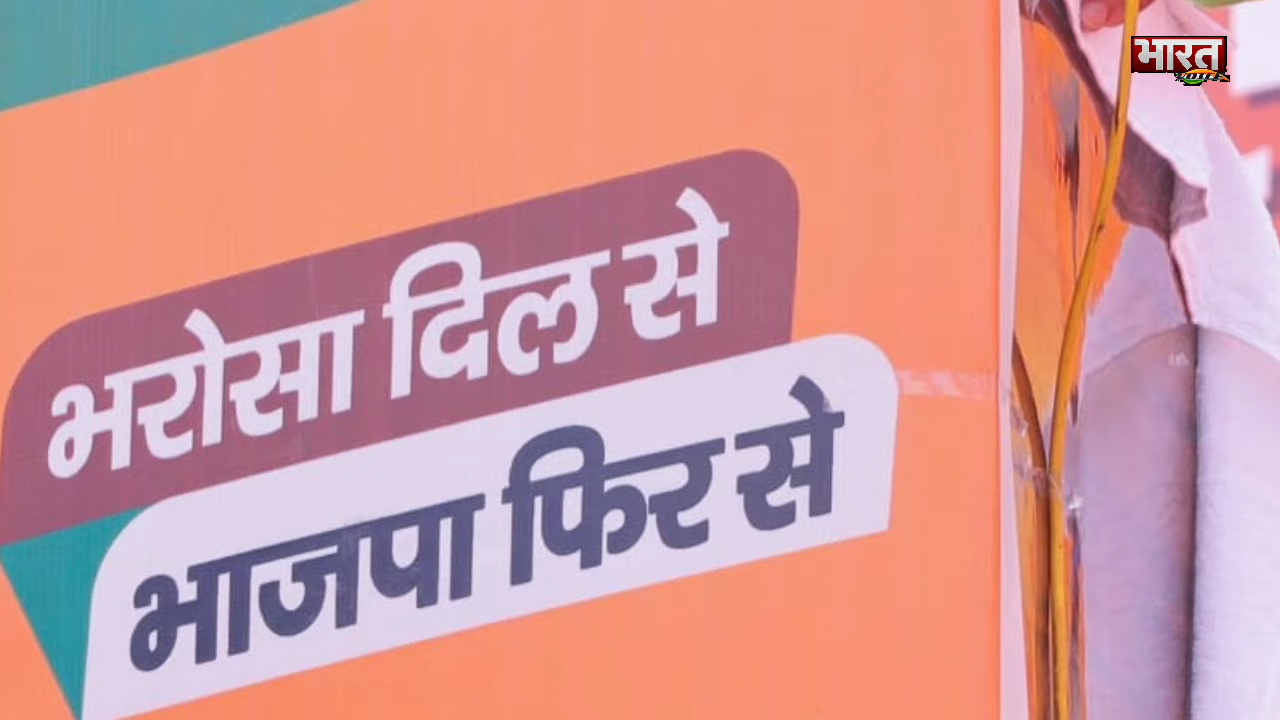 भारत
भरोसा दिल से
भाजपा फिर से